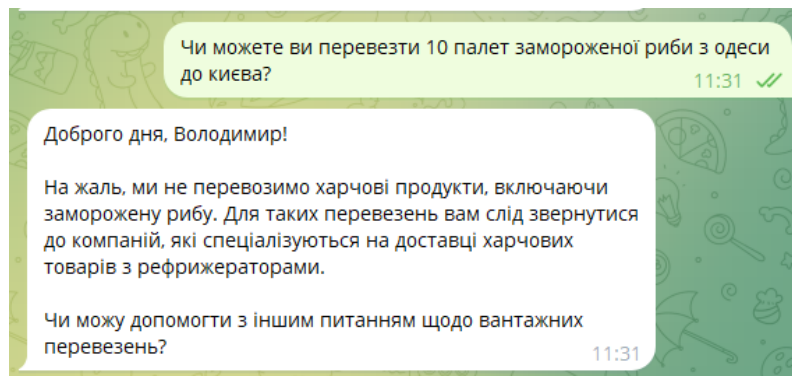 Чи можете ви перевезти 10 палет замороженої риби з одеси
до києва?
11:31
Доброго дня, Володимир!
На жаль, ми не перевозимо харчові продукти, включаючи
заморожену рибу. Для таких перевезень вам слід звернутися
до компаній, які спеціалізуються на доставці харчових
товарів з рефрижераторами.
Чи можу допомогти з іншим питанням щодо вантажних
перевезень?
11:31